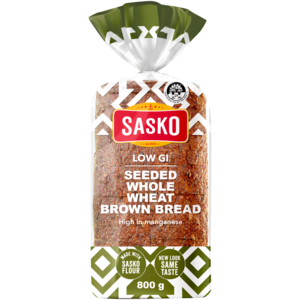 SASKO
LOW GI
SEEDED
WHOLE
WHEAT
BROWN BREAD
High in manganese
MADE WITH
SASKO
FLOUR
NEW LOOK
SAME
TASTE
800 g